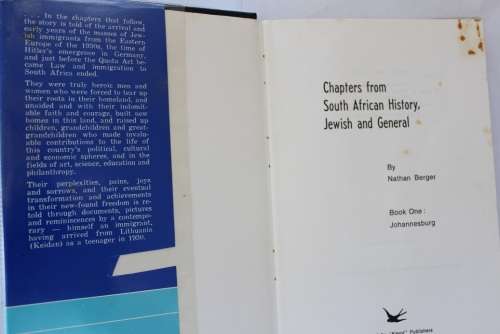 .... In the chapters that follow,
the story is told of the arrival and
early years of the masses of Jew-
ish immigrants from the Eastern
Europe of the 1930s, the time of
Hitler's emergence in Germany,
and just before the Quota Act be-
came Law and immigration to
South Africa ended.
They were truly heroic men and
women who were forced to tear up
their roots in their homeland, and
unaided and with their indomit-
able faith and courage, built new
homes in this land, and raised up
children, grandchildren and great-
grandchildren who made invalu-
able contributions to the life of
this country's political, cultural
and economic spheres, and in the
fields of art, science, education and
philanthropy.
Their perplexities, pains, joys
and sorrows, and their eventual
transformation and achievements
in their new-found freedom is re-
told through documents, pictures
and reminiscences by a contempo-
rary — himself an immigrant,
having arrived from Lithuania
(Keidan) as a teenager in 1930.
Chapters from
South African History,
Jewish and General
By
Nathan Berger
Book One:
Johannesburg
Publishers